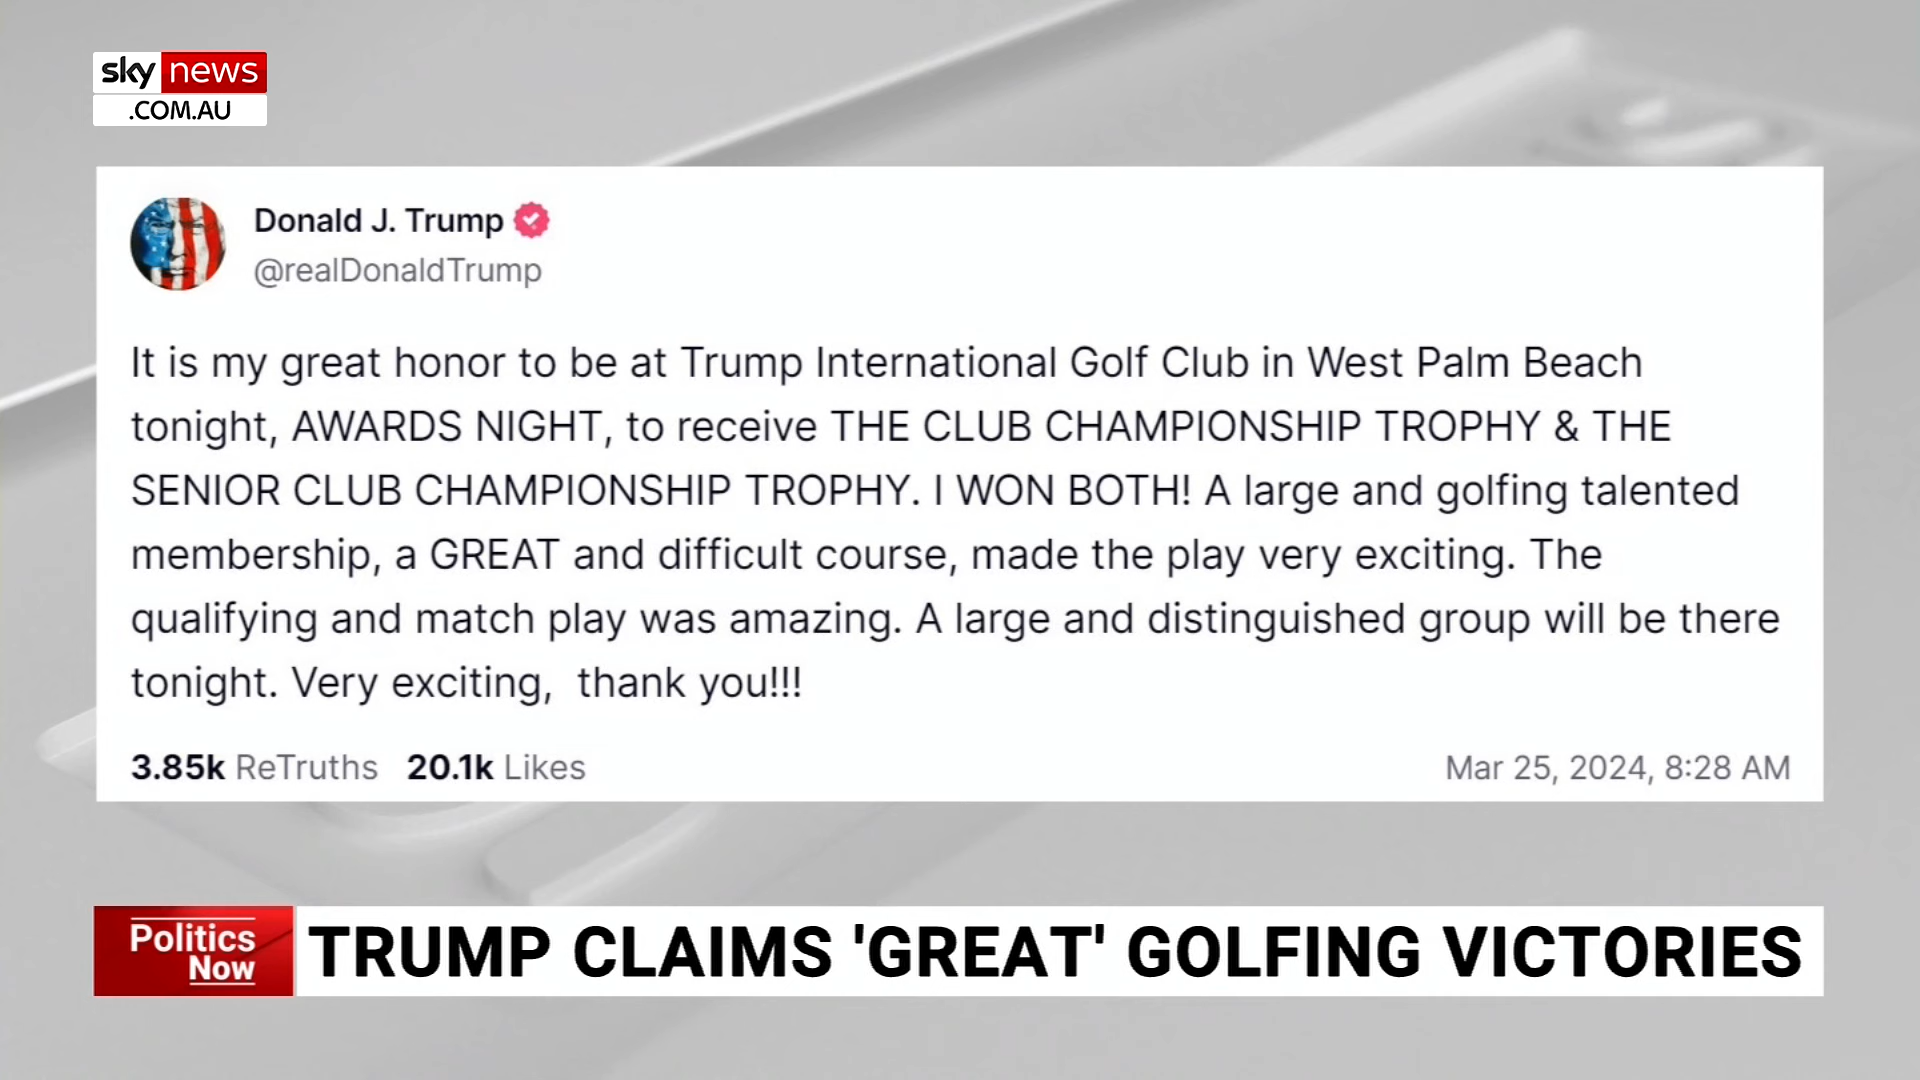 sky news
.COM.AU
Donald J. Trump
@realDonaldTrump
It is my great honor to be at Trump International Golf Club in West Palm Beach
tonight, AWARDS NIGHT, to receive THE CLUB CHAMPIONSHIP TROPHY & THE
SENIOR CLUB CHAMPIONSHIP TROPHY. I WON BOTH! A large and golfing talented
membership, a GREAT and difficult course, made the play very exciting. The
qualifying and match play was amazing. A large and distinguished group will be there
tonight. Very exciting,  thank you!!!
3.85k ReTruths 20.1k Likes Mar 25, 2024, 8:28 AM
Politics
Now
TRUMP CLAIMS 'GREAT' GOLFING VICTORIES